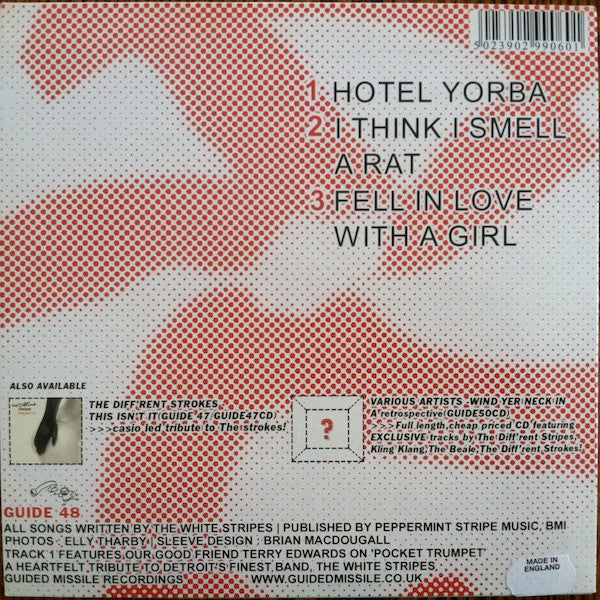 5023902990601
1 HOTEL YORBA
2 I THINK I SMELL
A RAT
3 FELL IN LOVE
WITH A GIRL
ALSO AVAILABLE
THE DIFF'RENT STROKES
THIS ISN'T IT (GUIDE 47/GUIDE47CD)
>>>casio led tribute to The strokes!
?
VARIOUS ARTISTS -WIND YER NECK IN
A retrospective(GUIDE50CD)
>>>Full length,cheap priced CD featuring
EXCLUSIVE tracks by The Diff'rent Stripes,
Kling Klang,The Beale,The Diff'rent Strokes!
GUIDE 48
ALL SONGS WRITTEN BY THE WHITE STRIPES | PUBLISHED BY PEPPERMINT STRIPE MUSIC, BMI
PHOTOS : ELLY THARBY | SLEEVE DESIGN : BRIAN MACDOUGALL
TRACK 1 FEATURES OUR GOOD FRIEND TERRY EDWARDS ON 'POCKET TRUMPET'
A HEARTFELT TRIBUTE TO DETROIT'S FINEST BAND, THE WHITE STRIPES
GUIDED MISSILE RECORDINGS WWW.GUIDEDMISSILE.CO.UK
MADE IN
ENGLAND